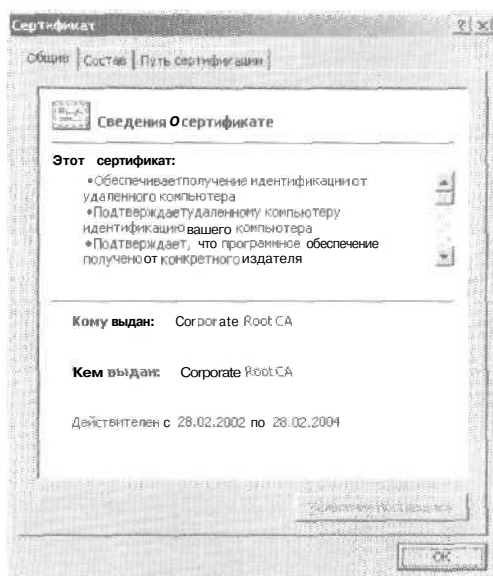 Сертификат
Общие Состав Путь сертификации
Сведения о сертификате
Этот сертификат:
•Обеспечивает получение идентификации от
удаленного компьютера
•Подтверждает удаленному компьютеру
идентификацию вашего компьютера
•Подтверждает, что программное обеспечение
получено от конкретного издателя
Кому выдан: Corporate Root CA
Кем выдан: Corporate Root CA
Действителен с 28.02.2002 по 28.02.2004
OK